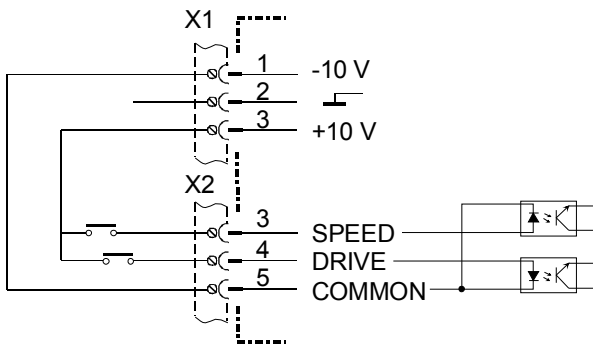 X1
1 -10 V
2
3 +10 V
X2
3 SPEED
4 DRIVE
5 COMMON